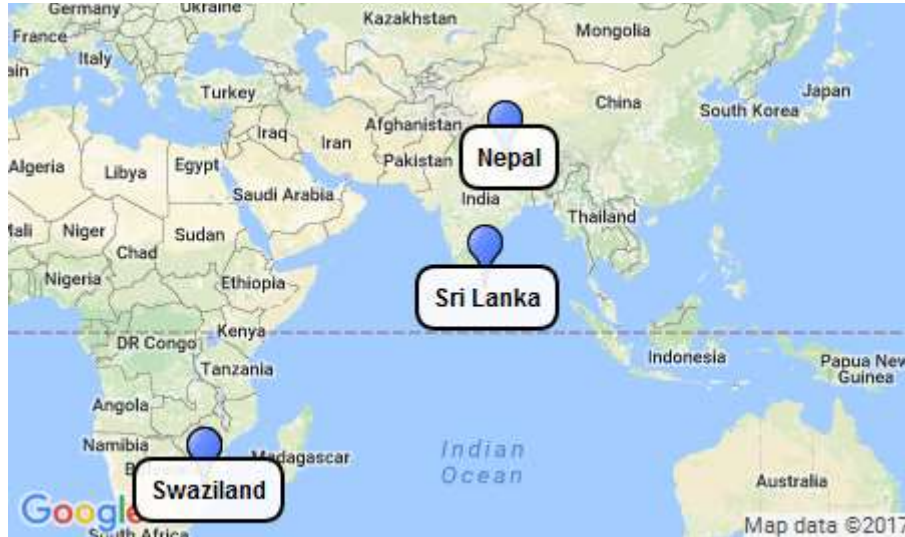 Germany
Ukraine
Kazakhstan
Mongolia
France
Italy
ain
Turkey
China
Japan
South Korea
Afghanistan
Iraq
Iran
Nepal
Algeria
Libya
Egypt
Pakistan
Saudi Arabia
India
Thailand
Mali
Niger
Sudan
Chad
Nigeria
Ethiopia
Sri Lanka
Kenya
DR Congo
Indonesia
Papua New
Guinea
Tanzania
Angola
Namibia
Madagascar
Indian
Ocean
Swaziland
Australia
Google
South Africa
Map data ©2017